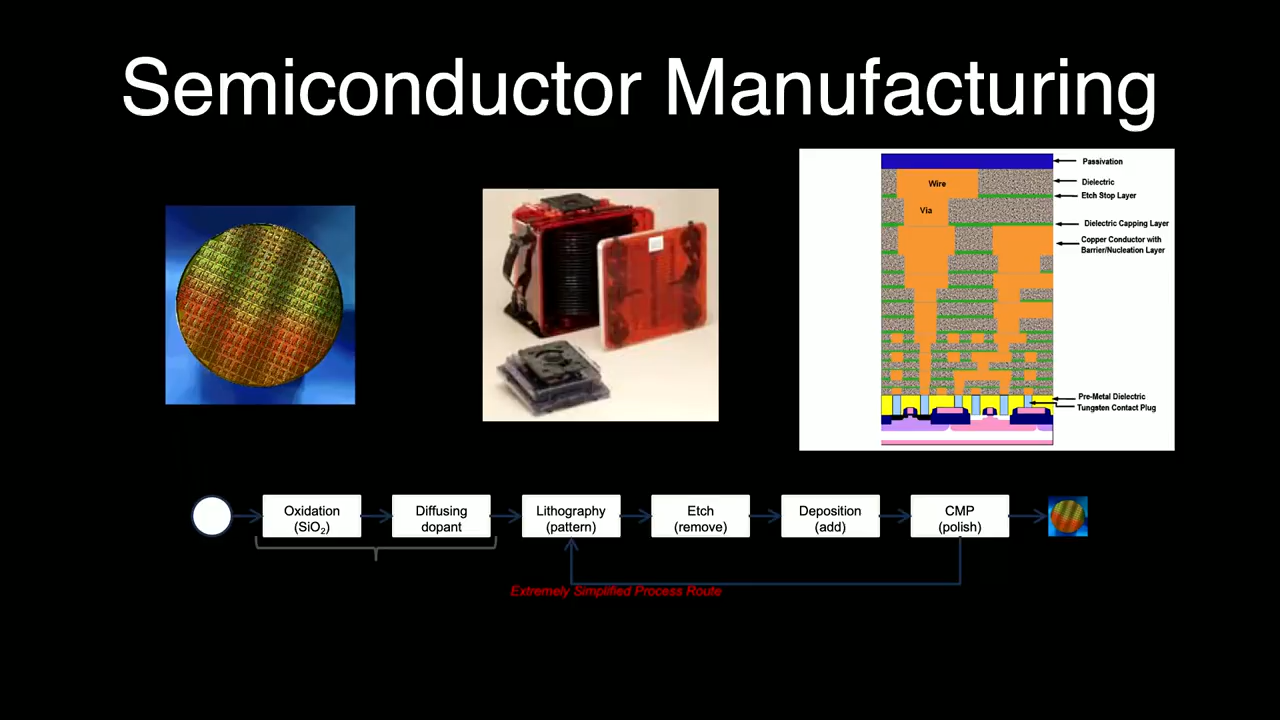 Semiconductor Manufacturing
Passivation
Wire
Dielectric
Etch Stop Layer
Via
Dielectric Capping Layer
Copper Conductor with
Barrier/Nucleation Layer
Pre-Metal Dielectric
Tungsten Contact Plug
Oxidation
(SiO₂)
Diffusing
dopant
Lithography
(pattern)
Etch
(remove)
Deposition
(add)
CMP
(polish)
Extremely Simplified Process Route